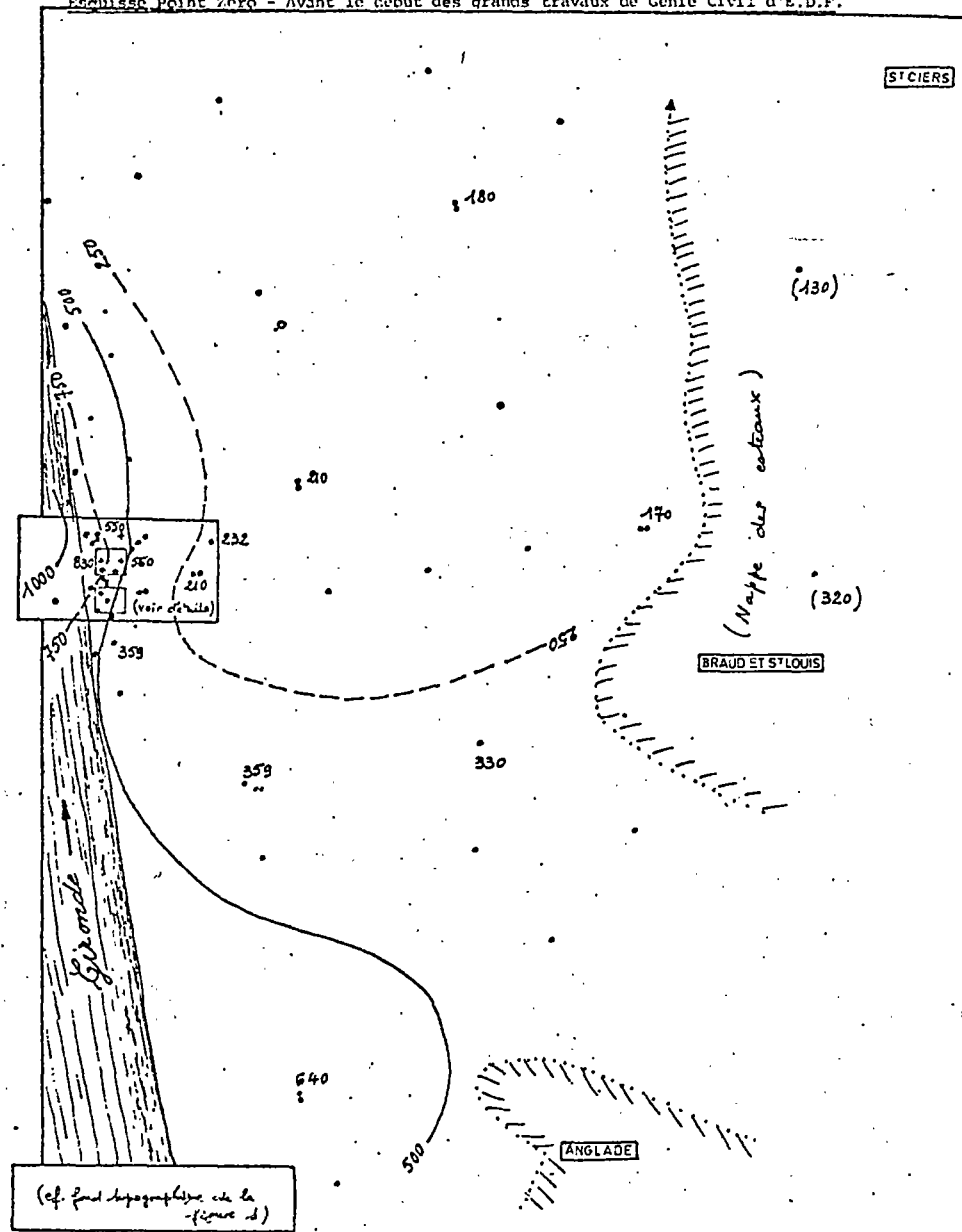 Esquisse Point Zéro - Avant le début des grands travaux de Génie Civil d'E.D.F.
ST CIERS
180
250
(130)
500
750
(Nappe des coteaux)
210
170
550
232
830
560
1000
210
(320)
(voir détails)
750
359
250
BRAUD ET ST LOUIS
330
359
Gironde
640
500
ANGLADE
(cf. fond topographique de la
figure 1)